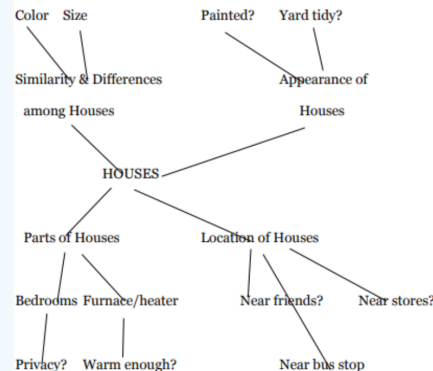 Color Size Painted? Yard tidy?
Similarity & Differences Appearance of
among Houses Houses
HOUSES
Parts of Houses Location of Houses
Bedrooms Furnace/heater Near friends? Near stores?
Privacy? Warm enough? Near bus stop